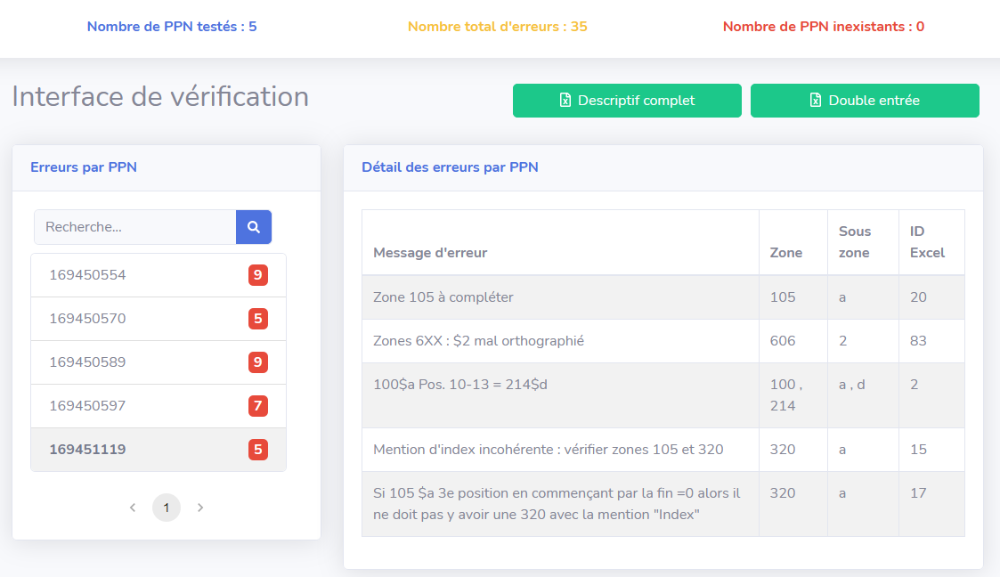 Nombre de PPN testés : 5
Nombre total d'erreurs : 35
Nombre de PPN inexistants : 0
Interface de vérification
Descriptif complet
Double entrée
Erreurs par PPN
Recherche...
169450554 9
169450570 5
169450589 9
169450597 7
169451119 5
1
Détail des erreurs par PPN
Message d'erreur Zone Sous zone ID Excel
Zone 105 à compléter 105 a 20
Zones 6XX : $2 mal orthographié 606 2 83
100$a Pos. 10-13 = 214$d 100 , 214 a , d 2
Mention d'index incohérente : vérifier zones 105 et 320 320 a 15
Si 105 $a 3e position en commençant par la fin =0 alors il 320 a 17
ne doit pas y avoir une 320 avec la mention "Index"